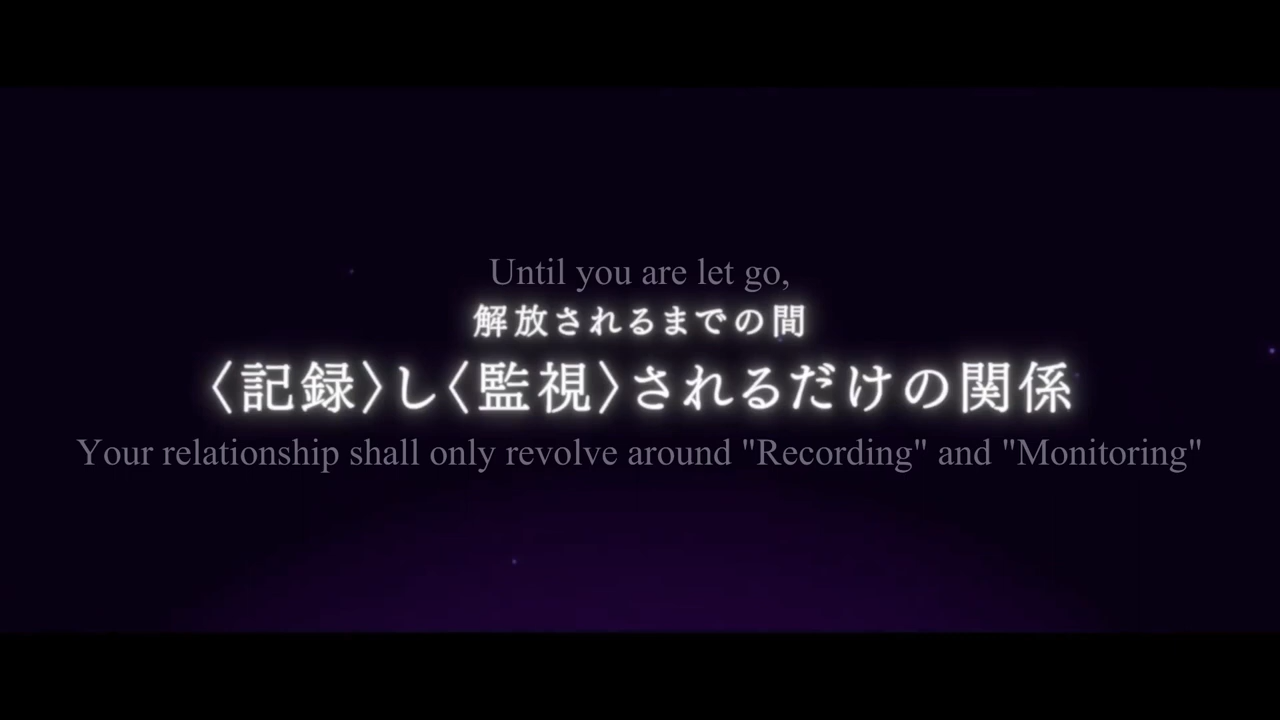 Until you are let go,
解放されるまでの間
〈記録〉し〈監視〉されるだけの関係
Your relationship shall only revolve around "Recording" and "Monitoring"